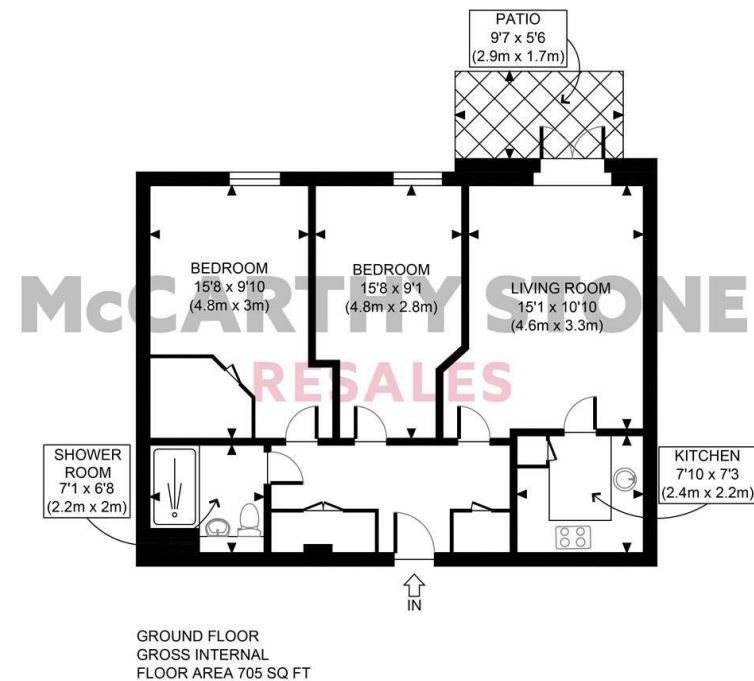 PATIO
9'7 x 5'6
(2.9m x 1.7m)
BEDROOM
15'8 x 9'10
(4.8m x 3m)
BEDROOM
15'8 x 9'1
(4.8m x 2.8m)
LIVING ROOM
15'1 x 10'10
(4.6m x 3.3m)
McCARTHY STONE
RESALES
SHOWER
ROOM
7'1 x 6'8
(2.2m x 2m)
KITCHEN
7'10 x 7'3
(2.4m x 2.2m)
IN
GROUND FLOOR
GROSS INTERNAL
FLOOR AREA 705 SQ FT